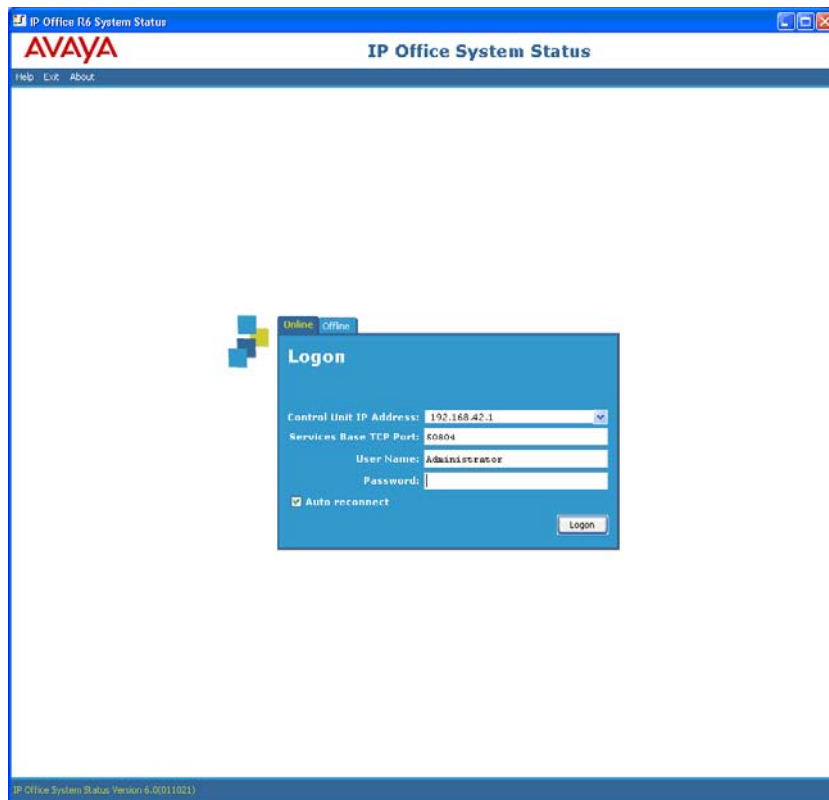 IP Office R6 System Status
AVAYA
IP Office System Status
Help Exit About
Online Offline
Logon
Control Unit IP Address: 192.168.42.1
Services Base TCP Port: 50804
User Name: Administrator
Password:
Auto reconnect
Logon
IP Office System Status Version 6.0(011021)